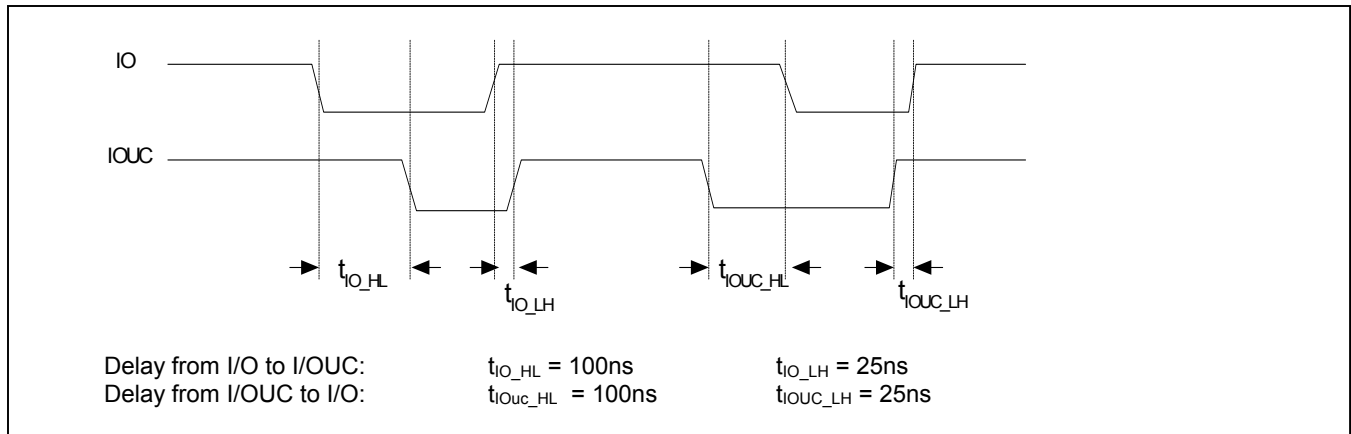 IO
IOUC
tIO_HL
tIO_LH
tIOUC_HL
tIOUC_LH
Delay from I/O to I/OUC: tIO_HL = 100ns tIO_LH = 25ns
Delay from I/OUC to I/O: tIOuc_HL = 100ns tIOUC_LH = 25ns